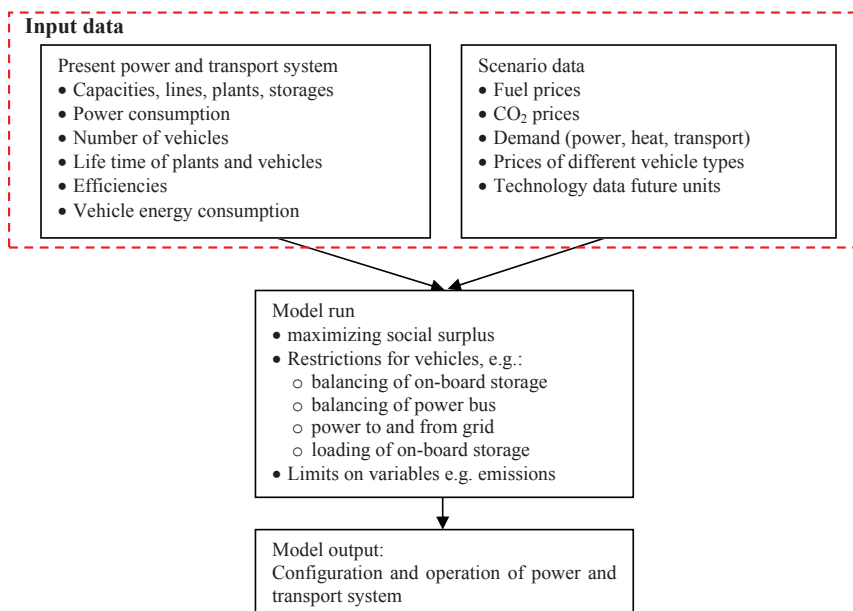 Input data
Present power and transport system
• Capacities, lines, plants, storages
• Power consumption
• Number of vehicles
• Life time of plants and vehicles
• Efficiencies
• Vehicle energy consumption
Scenario data
• Fuel prices
• CO₂ prices
• Demand (power, heat, transport)
• Prices of different vehicle types
• Technology data future units
Model run
• maximizing social surplus
• Restrictions for vehicles, e.g.:
o balancing of on-board storage
o balancing of power bus
o power to and from grid
o loading of on-board storage
• Limits on variables e.g. emissions
Model output:
Configuration and operation of power and
transport system